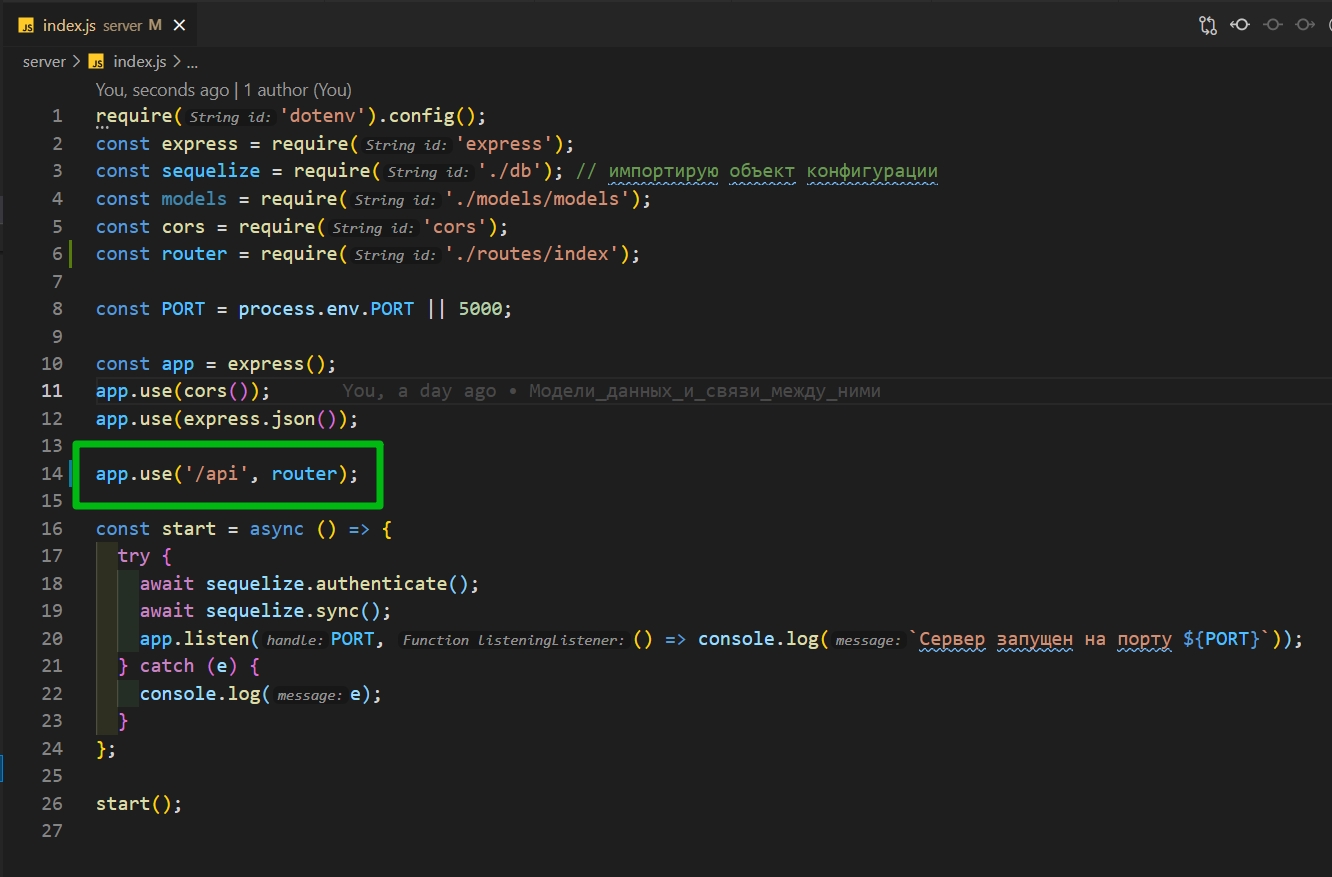 JS index.js server M ×
server > JS index.js > ...
You, seconds ago | 1 author (You)
1 require( String id: 'dotenv').config();
2 const express = require( String id: 'express');
3 const sequelize = require( String id: './db'); // импортирую объект конфигурации
4 const models = require( String id: './models/models');
5 const cors = require( String id: 'cors');
6 const router = require( String id: './routes/index');
7
8 const PORT = process.env.PORT || 5000;
9
10 const app = express();
11 app.use(cors()); You, a day ago • Модели_данных_и_связи_между_ними
12 app.use(express.json());
13
14 app.use('/api', router);
15
16 const start = async () => {
17 try {
18 await sequelize.authenticate();
19 await sequelize.sync();
20 app.listen( handle: PORT, Function listeningListener: () => console.log( message: `Сервер запущен на порту ${PORT}`));
21 } catch (e) {
22 console.log( message: e);
23 }
24 };
25
26 start();
27